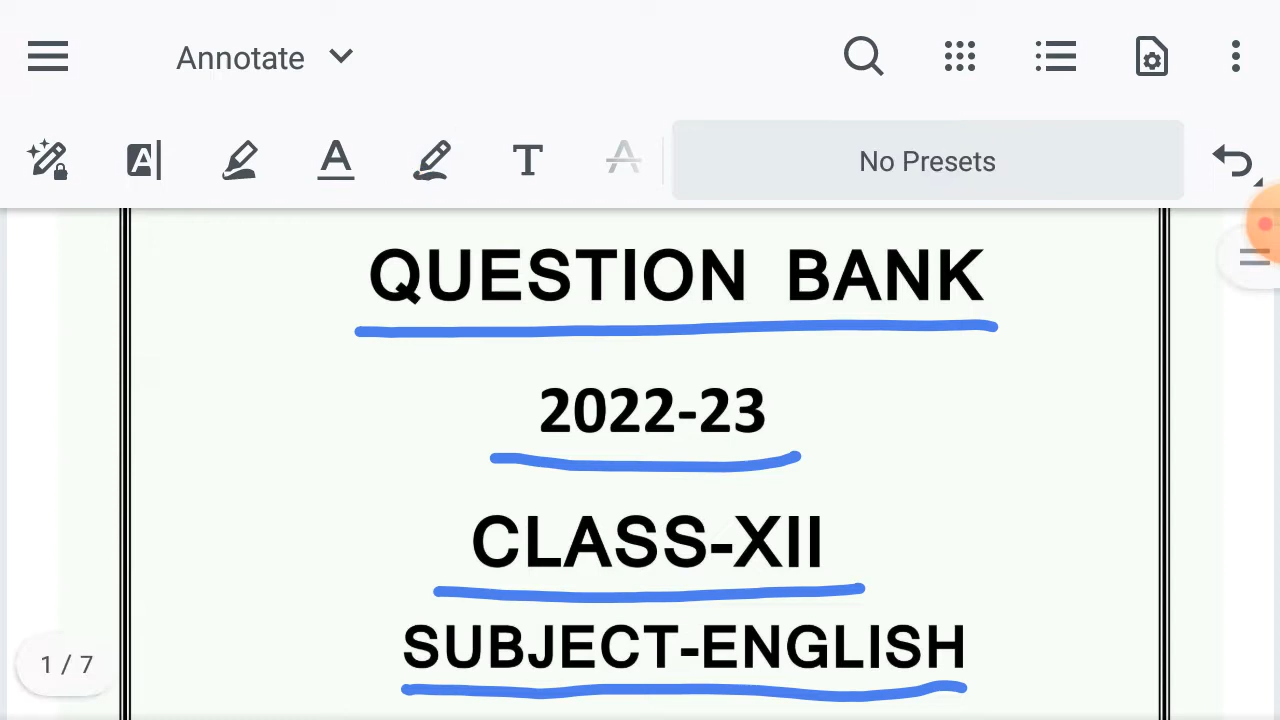 Annotate
No Presets
QUESTION BANK
2022-23
CLASS-XII
SUBJECT-ENGLISH
1 / 7